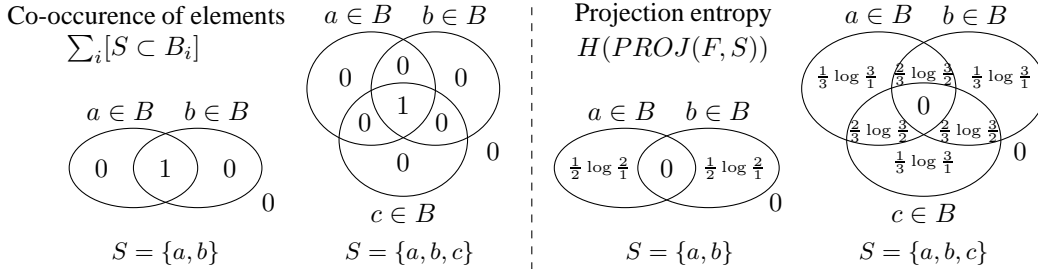 Co-occurence of elements
∑_i[S ⊂ B_i]
a ∈ B b ∈ B
0 1 0
0
S = {a, b}
a ∈ B b ∈ B
0 0 0
1
0 0
0
0
c ∈ B
S = {a, b, c}
Projection entropy
H(PROJ(F, S))
a ∈ B b ∈ B
1/2 log 2/1 0 1/2 log 2/1
0
S = {a, b}
a ∈ B b ∈ B
1/3 log 3/1 2/3 log 3/2 1/3 log 3/1
0
2/3 log 3/2 2/3 log 3/2
1/3 log 3/1
0
c ∈ B
S = {a, b, c}